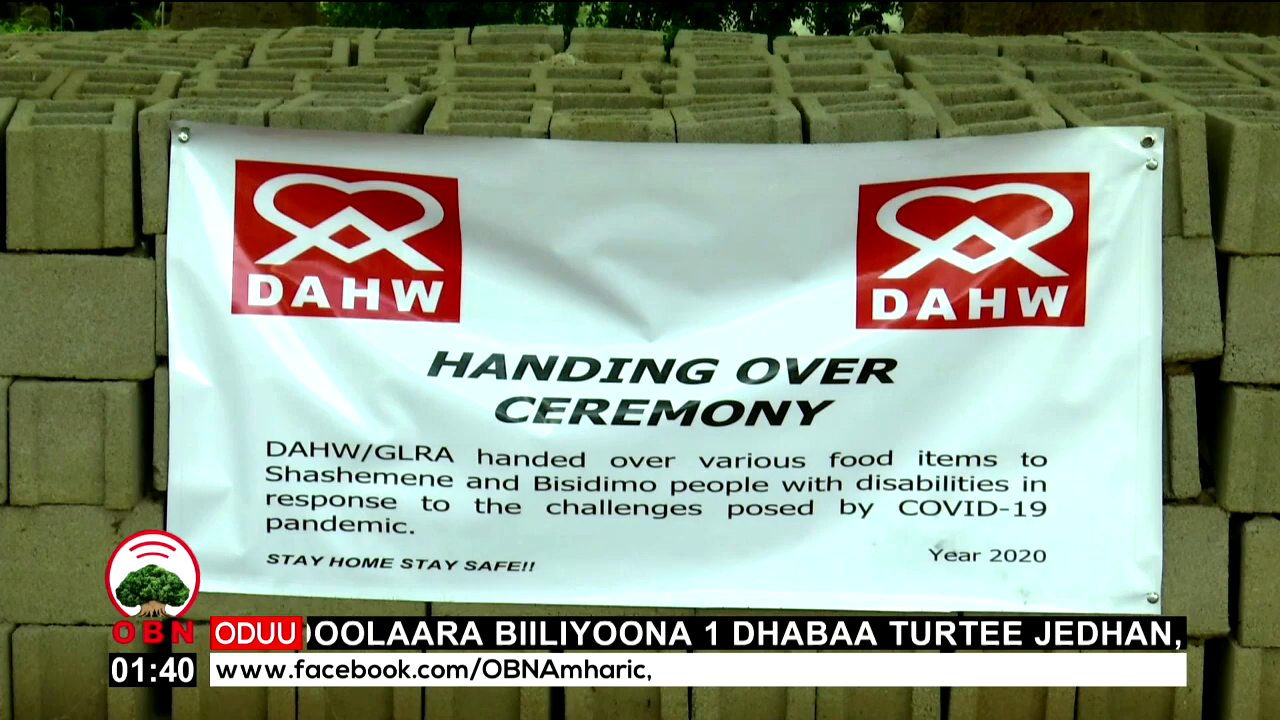 DAHW
DAHW
HANDING OVER
CEREMONY
DAHW/GLRA handed over various food items to
Shashemene and Bisidimo people with disabilities in
response to the challenges posed by COVID-19
pandemic.
STAY HOME STAY SAFE!!
Year 2020
OBN
ODUU
DOOLAARA BIILIYOONA 1 DHABAA TURTEE JEDHAN,
01:40
www.facebook.com/OBNAmharic,